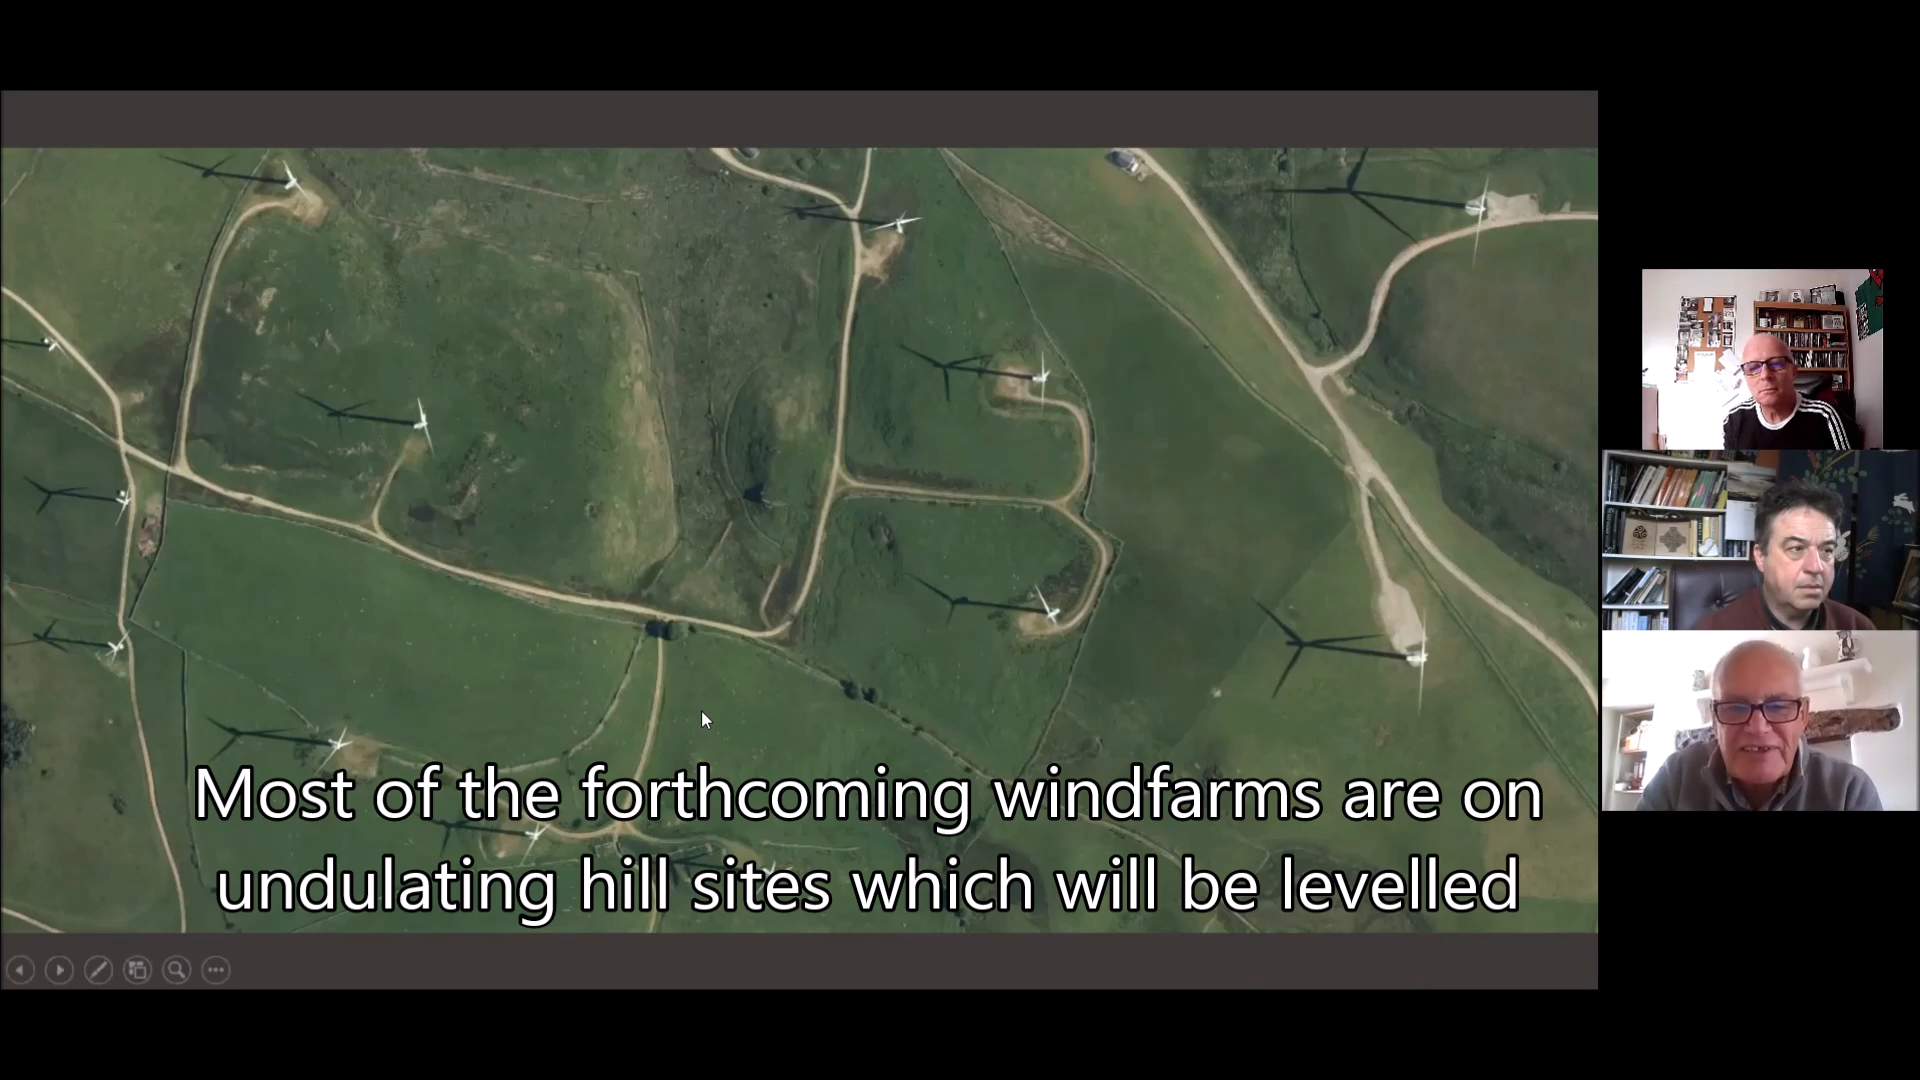 Most of the forthcoming windfarms are on
undulating hill sites which will be levelled